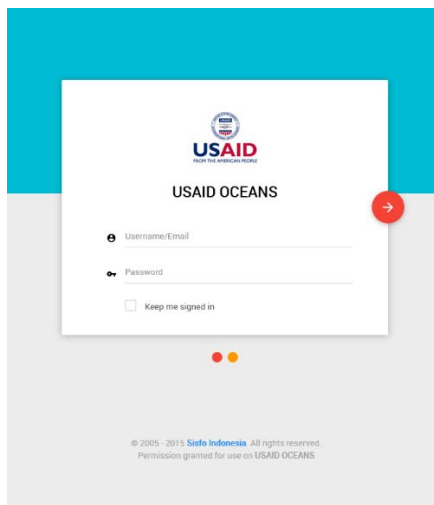 USAID
FROM THE AMERICAN PEOPLE
USAID OCEANS
Username/Email
Password
Keep me signed in
© 2005 - 2015 Sisfo Indonesia. All rights reserved.
Permission granted for use on USAID OCEANS